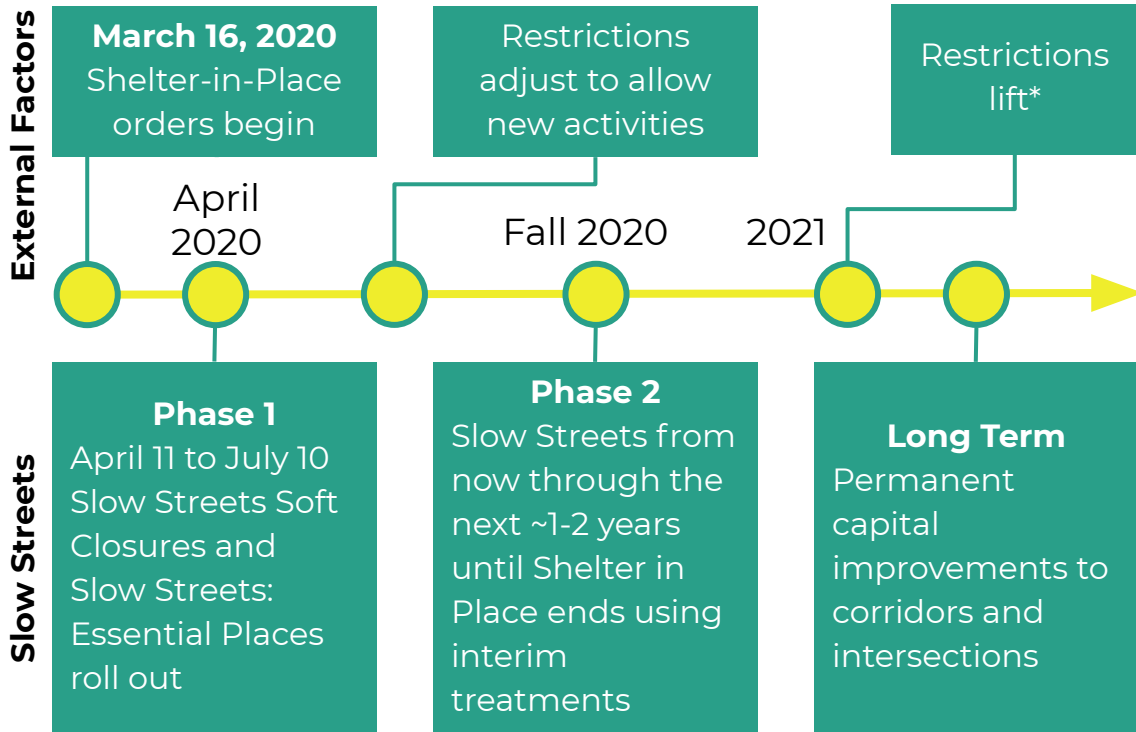 External Factors
March 16, 2020
Shelter-in-Place
orders begin
Restrictions
adjust to allow
new activities
Restrictions
lift*
April
2020
Fall 2020
2021
Slow Streets
Phase 1
April 11 to July 10
Slow Streets Soft
Closures and
Slow Streets:
Essential Places
roll out
Phase 2
Slow Streets from
now through the
next ~1-2 years
until Shelter in
Place ends using
interim
treatments
Long Term
Permanent
capital
improvements to
corridors and
intersections